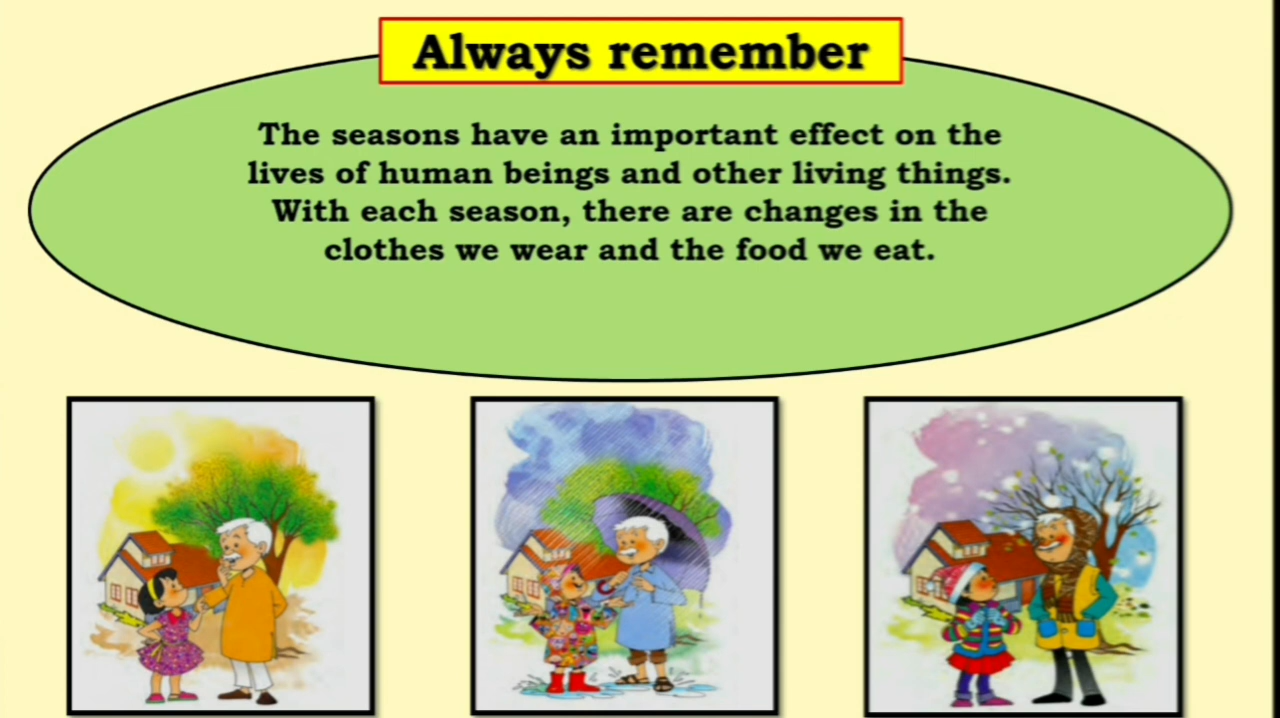 Always remember
The seasons have an important effect on the
lives of human beings and other living things.
With each season, there are changes in the
clothes we wear and the food we eat.